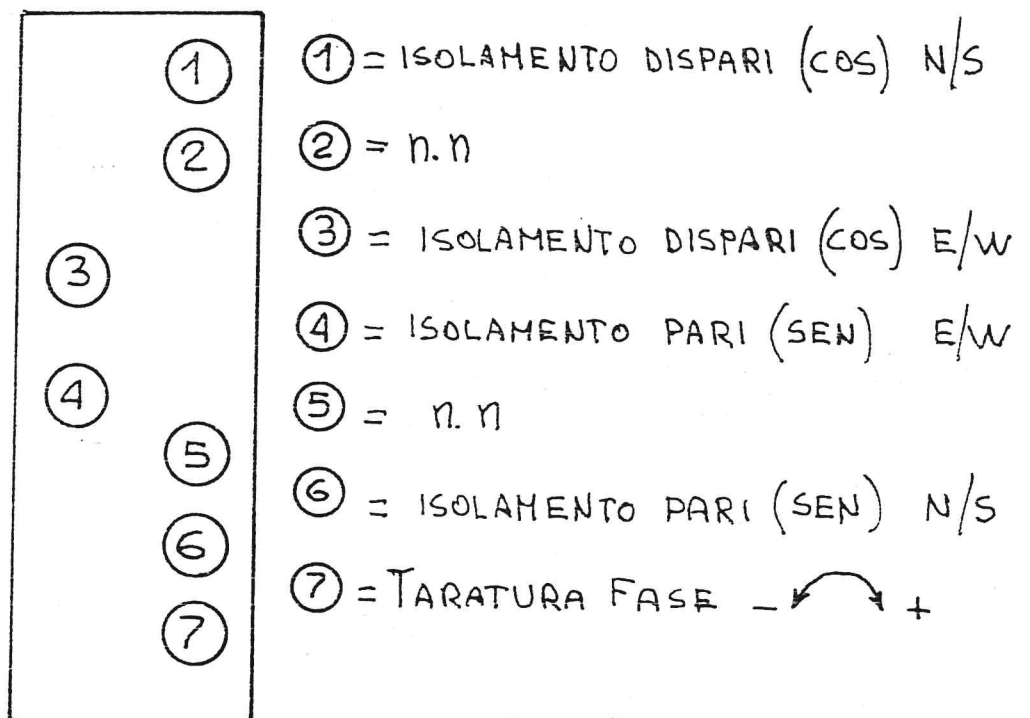 ① ① = ISOLAMENTO DISPARI (COS) N/S
② ② = n.n
③ ③ = ISOLAMENTO DISPARI (COS) E/W
④ ④ = ISOLAMENTO PARI (SEN) E/W
⑤ ⑤ = n.n
⑥ ⑥ = ISOLAMENTO PARI (SEN) N/S
⑦ ⑦ = TARATURA FASE - +